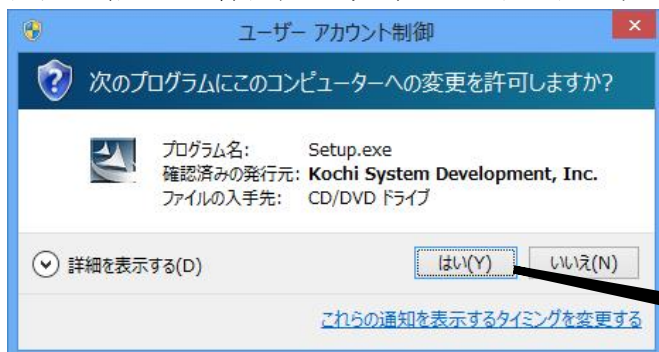 ユーザー アカウント制御
次のプログラムにこのコンピューターへの変更を許可しますか?
プログラム名: Setup.exe
確認済みの発行元: Kochi System Development, Inc.
ファイルの入手先: CD/DVD ドライブ
詳細を表示する(D) はい(Y) いいえ(N)
これらの通知を表示するタイミングを変更する